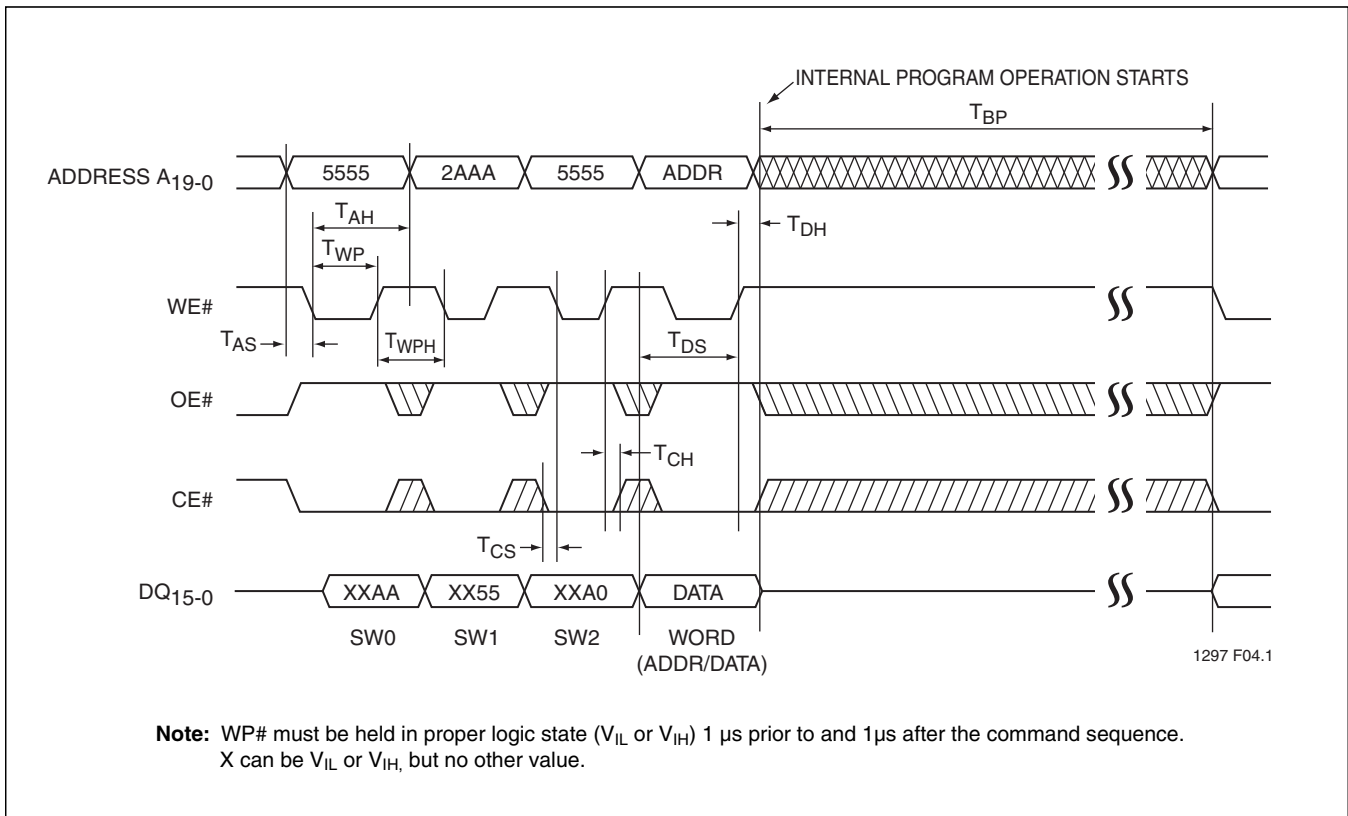 INTERNAL PROGRAM OPERATION STARTS
TBP
ADDRESS A19-0
5555 2AAA 5555 ADDR
TAH
TDH
TWP
WE#
TAS
TWPH
TDS
OE#
TCH
CE#
TCS
DQ15-0
XXAA XX55 XXA0 DATA
SW0 SW1 SW2 WORD
(ADDR/DATA)
1297 F04.1
Note: WP# must be held in proper logic state (VIL or VIH) 1 µs prior to and 1µs after the command sequence.
X can be VIL or VIH, but no other value.